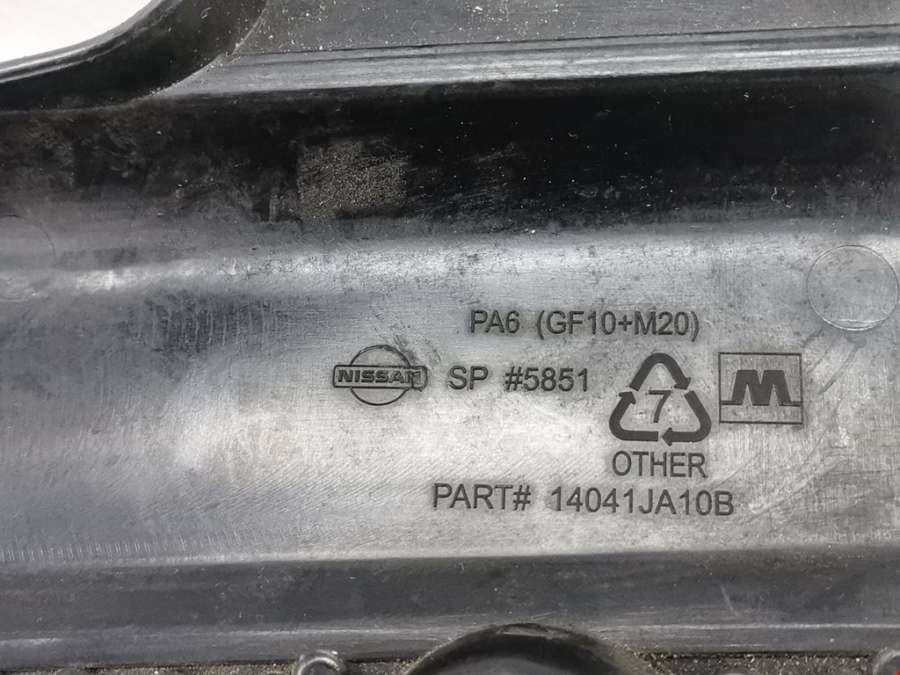 PA6 (GF10+M20)
NISSAN SP #5851
7
M
OTHER
PART# 14041JA10B